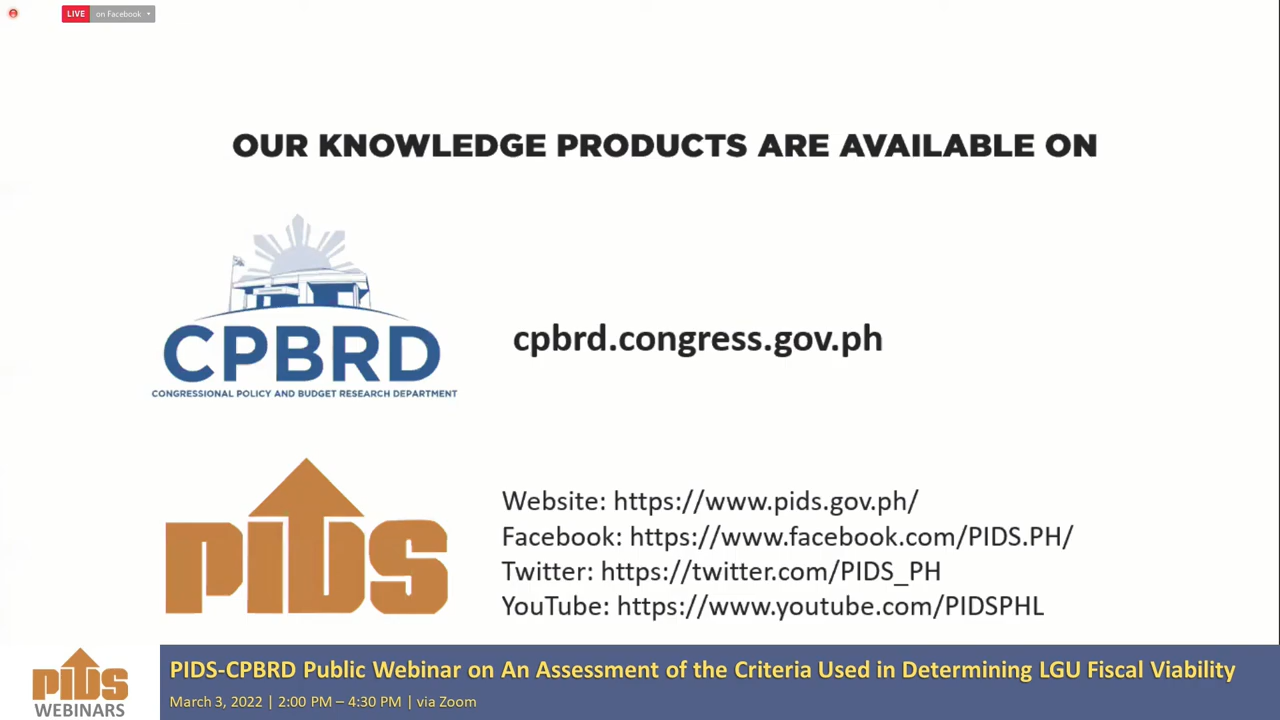 LIVE on Facebook
OUR KNOWLEDGE PRODUCTS ARE AVAILABLE ON
CPBRD
CONGRESSIONAL POLICY AND BUDGET RESEARCH DEPARTMENT
cpbrd.congress.gov.ph
PIDS
Website: https://www.pids.gov.ph/
Facebook: https://www.facebook.com/PIDS.PH/
Twitter: https://twitter.com/PIDS_PH
YouTube: https://www.youtube.com/PIDSPHL
PIDS
WEBINARS
PIDS-CPBRD Public Webinar on An Assessment of the Criteria Used in Determining LGU Fiscal Viability
March 3, 2022 | 2:00 PM – 4:30 PM | via Zoom